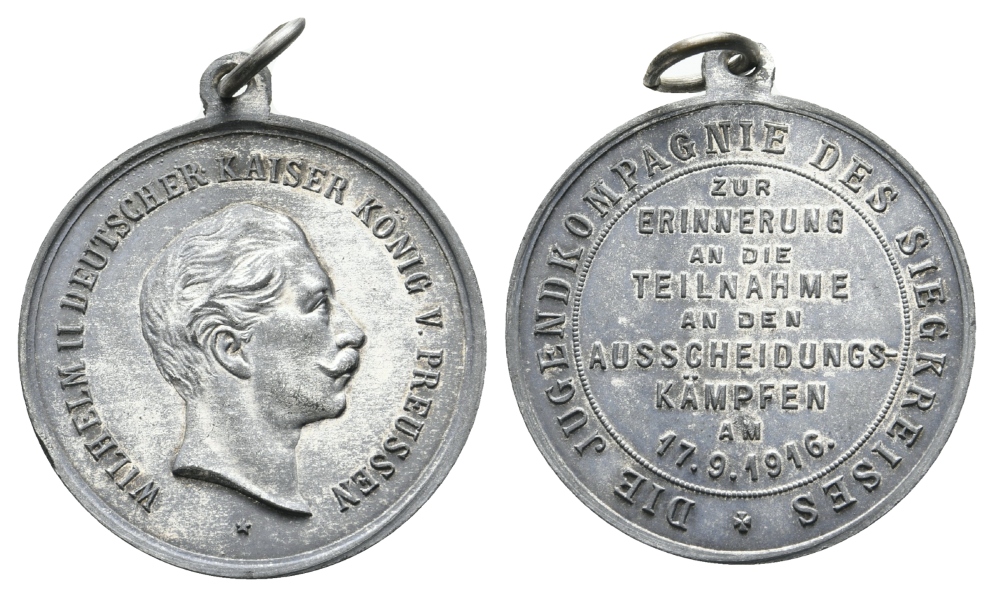 WILHELM II DEUTSCHER KAISER KÖNIG V. PREUSSEN
DIE JUGENDKOMPAGNIE DES SIEGKREISES
ZUR
ERINNERUNG
AN DIE
TEILNAHME
AN DEN
AUSSCHEIDUNGS-
KÄMPFEN
AM
17.9.1916.